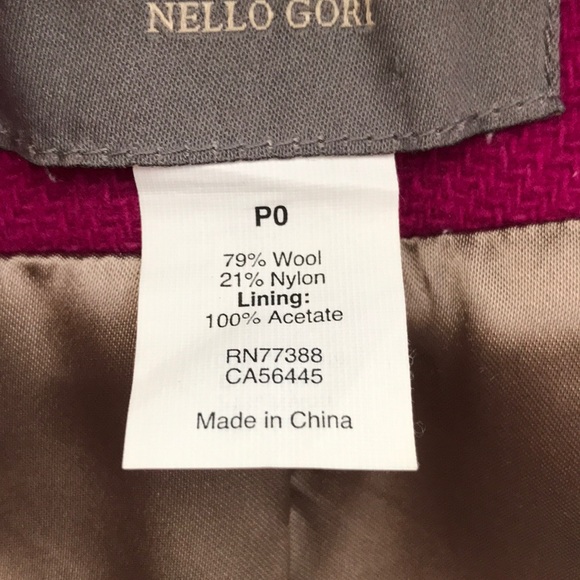 NELLO GORI
P0
79% Wool
21% Nylon
Lining:
100% Acetate
RN77388
CA56445
Made in China